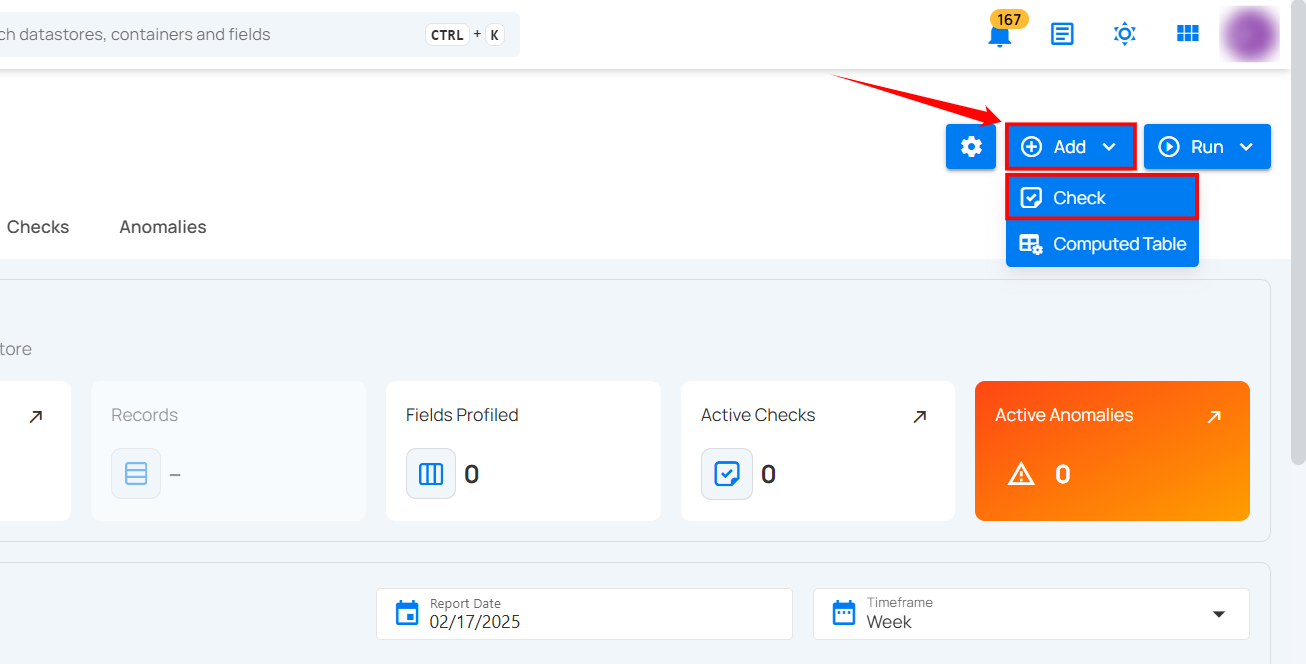 167
ch datastores, containers and fields CTRL + K
Add Run
Check
Checks Anomalies
Computed Table
tore
Records Fields Profiled Active Checks Active Anomalies
– 0 0 0
Report Date Timeframe
02/17/2025 Week